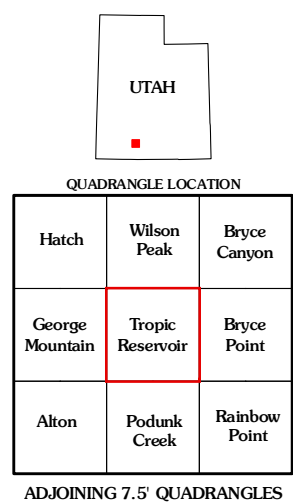 UTAH
QUADRANGLE LOCATION
Hatch
Wilson
Peak
Bryce
Canyon
George
Mountain
Tropic
Reservoir
Bryce
Point
Alton
Podunk
Creek
Rainbow
Point
ADJOINING 7.5' QUADRANGLES